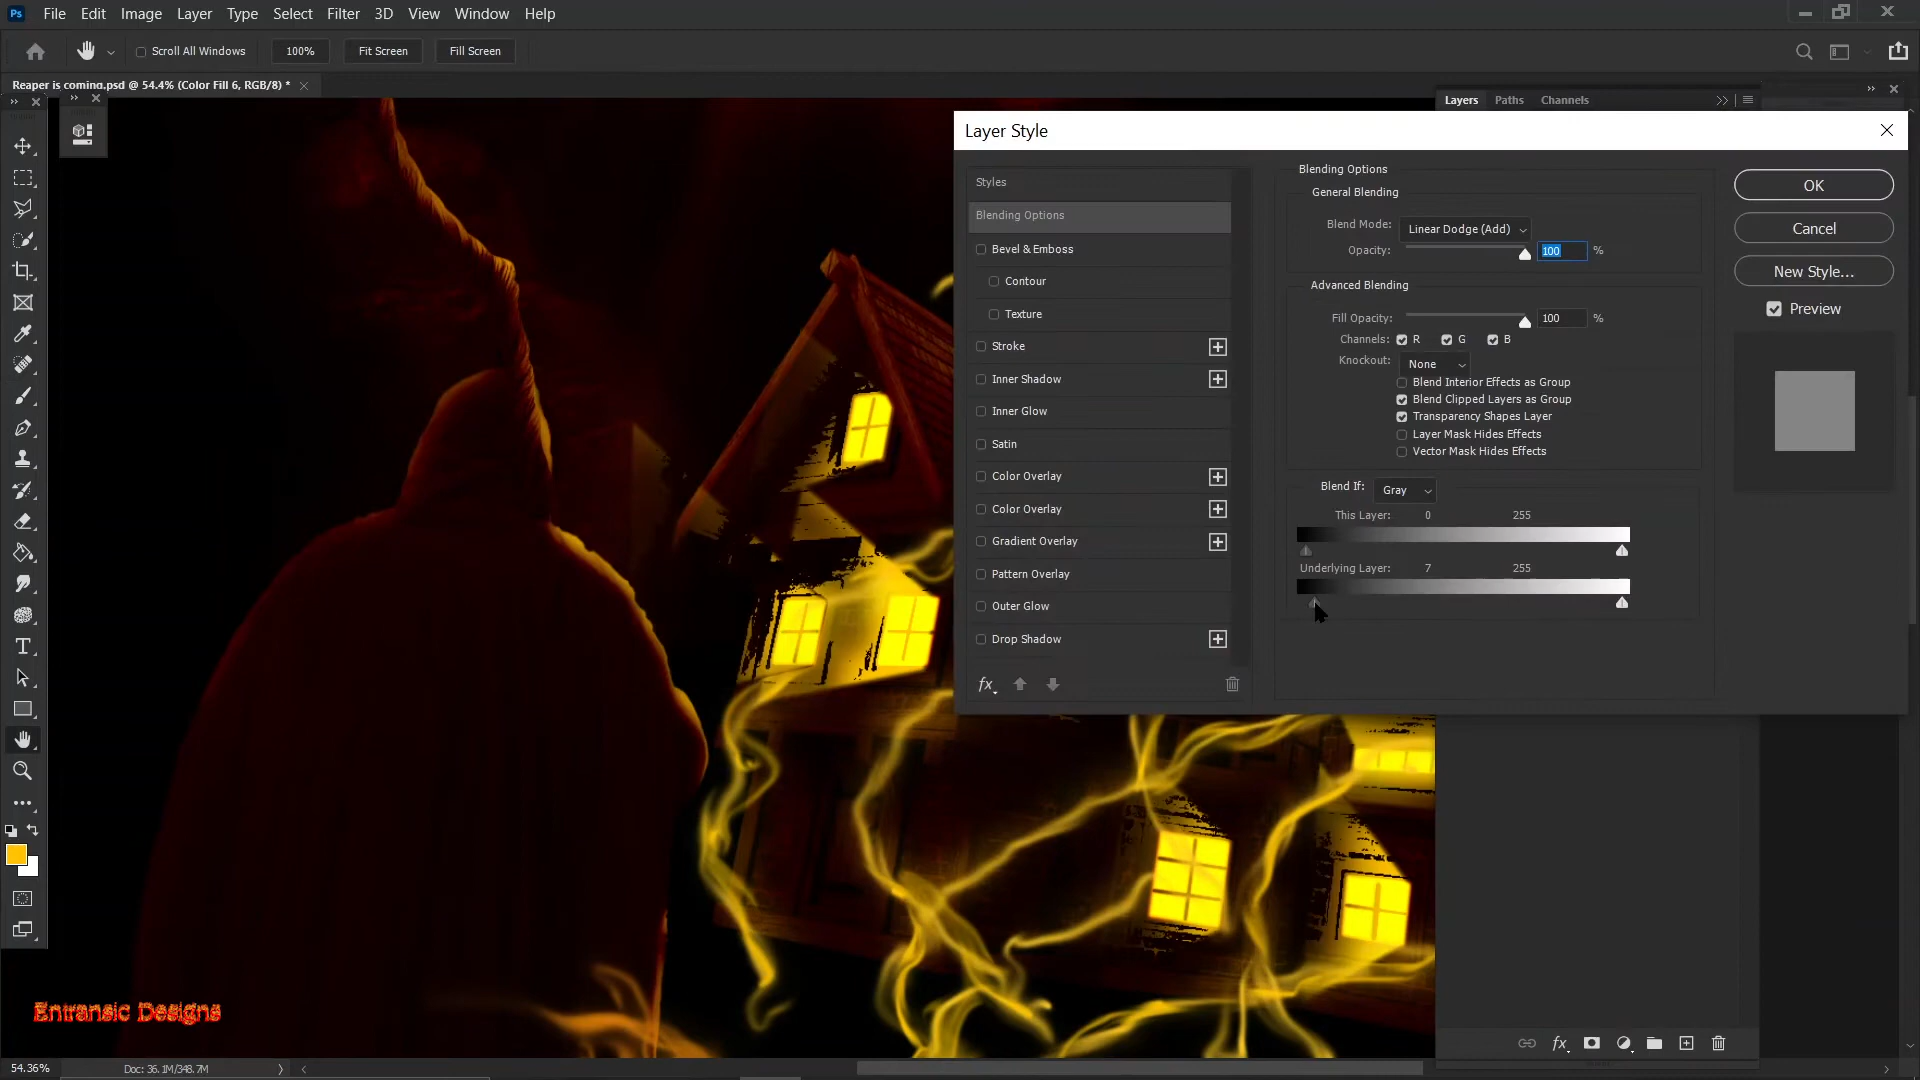 Ps File Edit Image Layer Type Select Filter 3D View Window Help
Scroll All Windows 100% Fit Screen Fill Screen
Reaper is coming.psd @ 54.4% (Color Fill 6, RGB/8) *
Layers Paths Channels
Layer Style
Styles
Blending Options
Bevel & Emboss
Contour
Texture
Stroke
Inner Shadow
Inner Glow
Satin
Color Overlay
Color Overlay
Gradient Overlay
Pattern Overlay
Outer Glow
Drop Shadow
fx
Blending Options
General Blending
Blend Mode: Linear Dodge (Add)
Opacity: 100 %
Advanced Blending
Fill Opacity: 100 %
Channels: R G B
Knockout: None
Blend Interior Effects as Group
Blend Clipped Layers as Group
Transparency Shapes Layer
Layer Mask Hides Effects
Vector Mask Hides Effects
Blend If: Gray
This Layer: 0 255
Underlying Layer: 7 255
OK
Cancel
New Style...
Preview
Entransic Designs
fx
54.36% Doc: 36.1M/348.7M